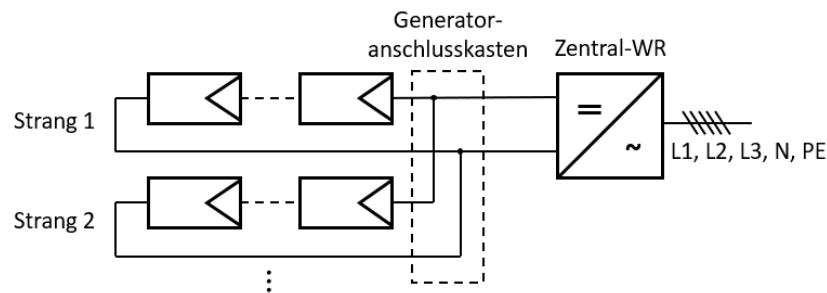 Generator-
anschlusskasten
Zentral-WR
Strang 1
=
~
L1, L2, L3, N, PE
Strang 2
⋮